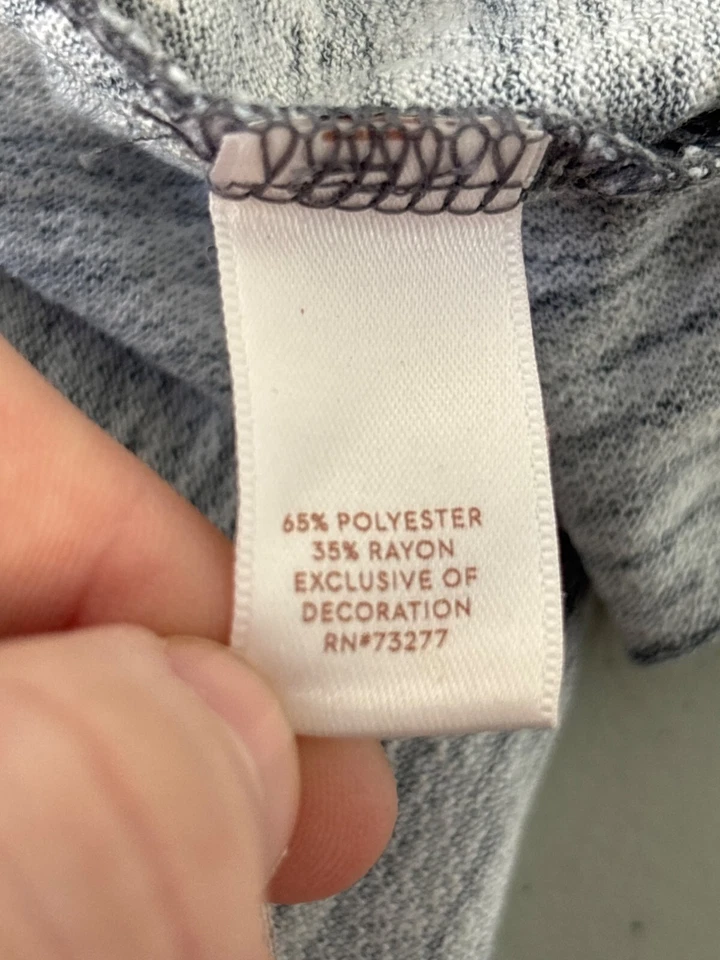 65% POLYESTER
35% RAYON
EXCLUSIVE OF
DECORATION
RN#73277